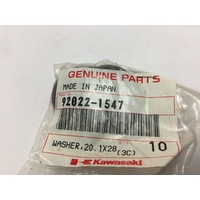 GENUINE PARTS
MADE IN JAPAN
92022-1547
WASHER,20.1X28(3C)
10
Kawasaki